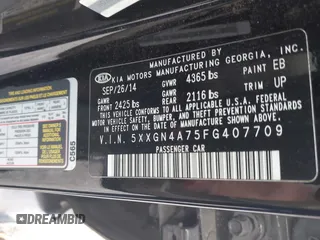 KIA KIA MOTORS MANUFACTURING GEORGIA, INC.
SEP/26/14 GVWR 4365 lbs PAINT EB
GAWR FRONT 2425 lbs GAWR REAR 2116 lbs TRIM UP
THIS VEHICLE CONFORMS TO ALL APPLICABLE FEDERAL
MOTOR VEHICLE SAFETY, BUMPER, AND THEFT PREVENTION
STANDARDS IN EFFECT ON THE DATE OF MANUFACTURE SHOWN ABOVE.
V.I.N. 5XXGN4A75FG407709
PASSENGER CAR
C565
DREAMBID